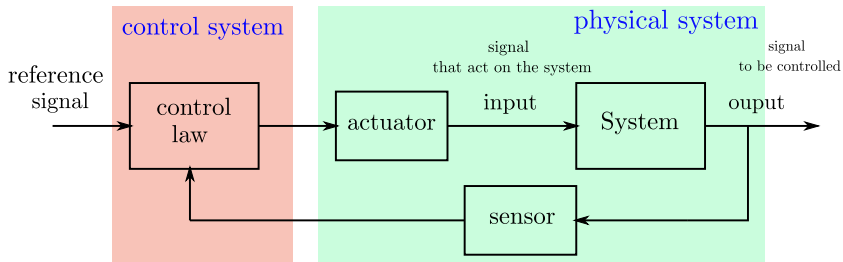 control system
physical system
signal
that act on the system
signal
to be controlled
reference
signal
control
law
actuator
input
System
ouput
sensor